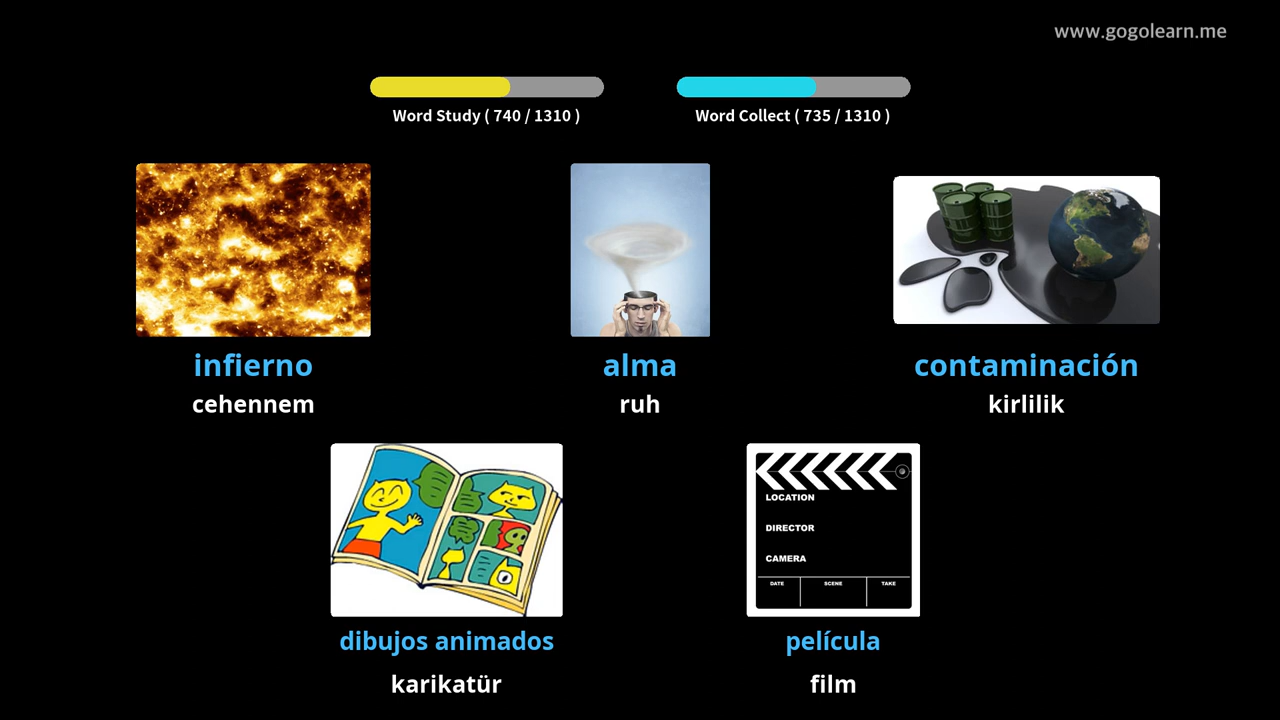 www.gogolearn.me
Word Study ( 740 / 1310 )
Word Collect ( 735 / 1310 )
infierno
cehennem
alma
ruh
contaminación
kirlilik
LOCATION
DIRECTOR
CAMERA
DATE
SCENE
TAKE
dibujos animados
karikatür
película
film